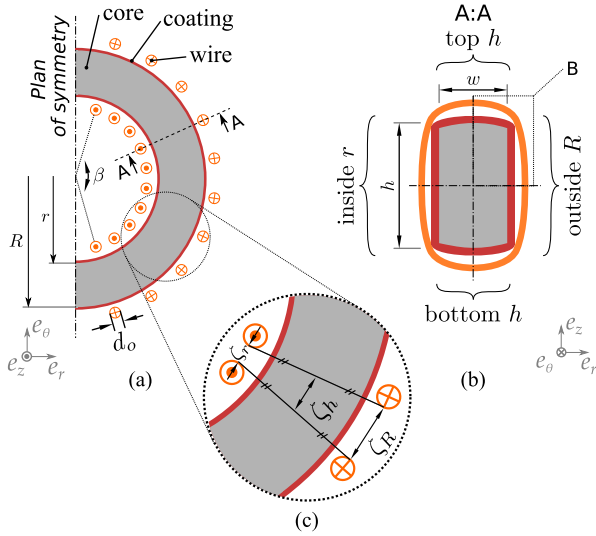 core
coating
wire
Plan
of symmetry
A
A
β
r
R
dₒ
e_θ
e_z
e_r
(a)
A:A
top h
w
B
inside r
h
outside R
bottom h
e_z
e_θ
e_r
(b)
ζ_r
ζ_h
ζ_R
(c)